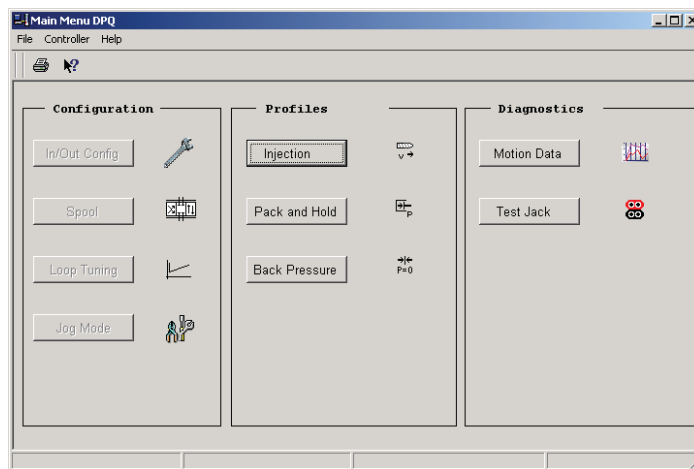 Main Menu DPQ
File Controller Help
Configuration
In/Out Config
Spool
Loop Tuning
Jog Mode
Profiles
Injection
V
Pack and Hold
P
Back Pressure
P=0
Diagnostics
Motion Data
Test Jack